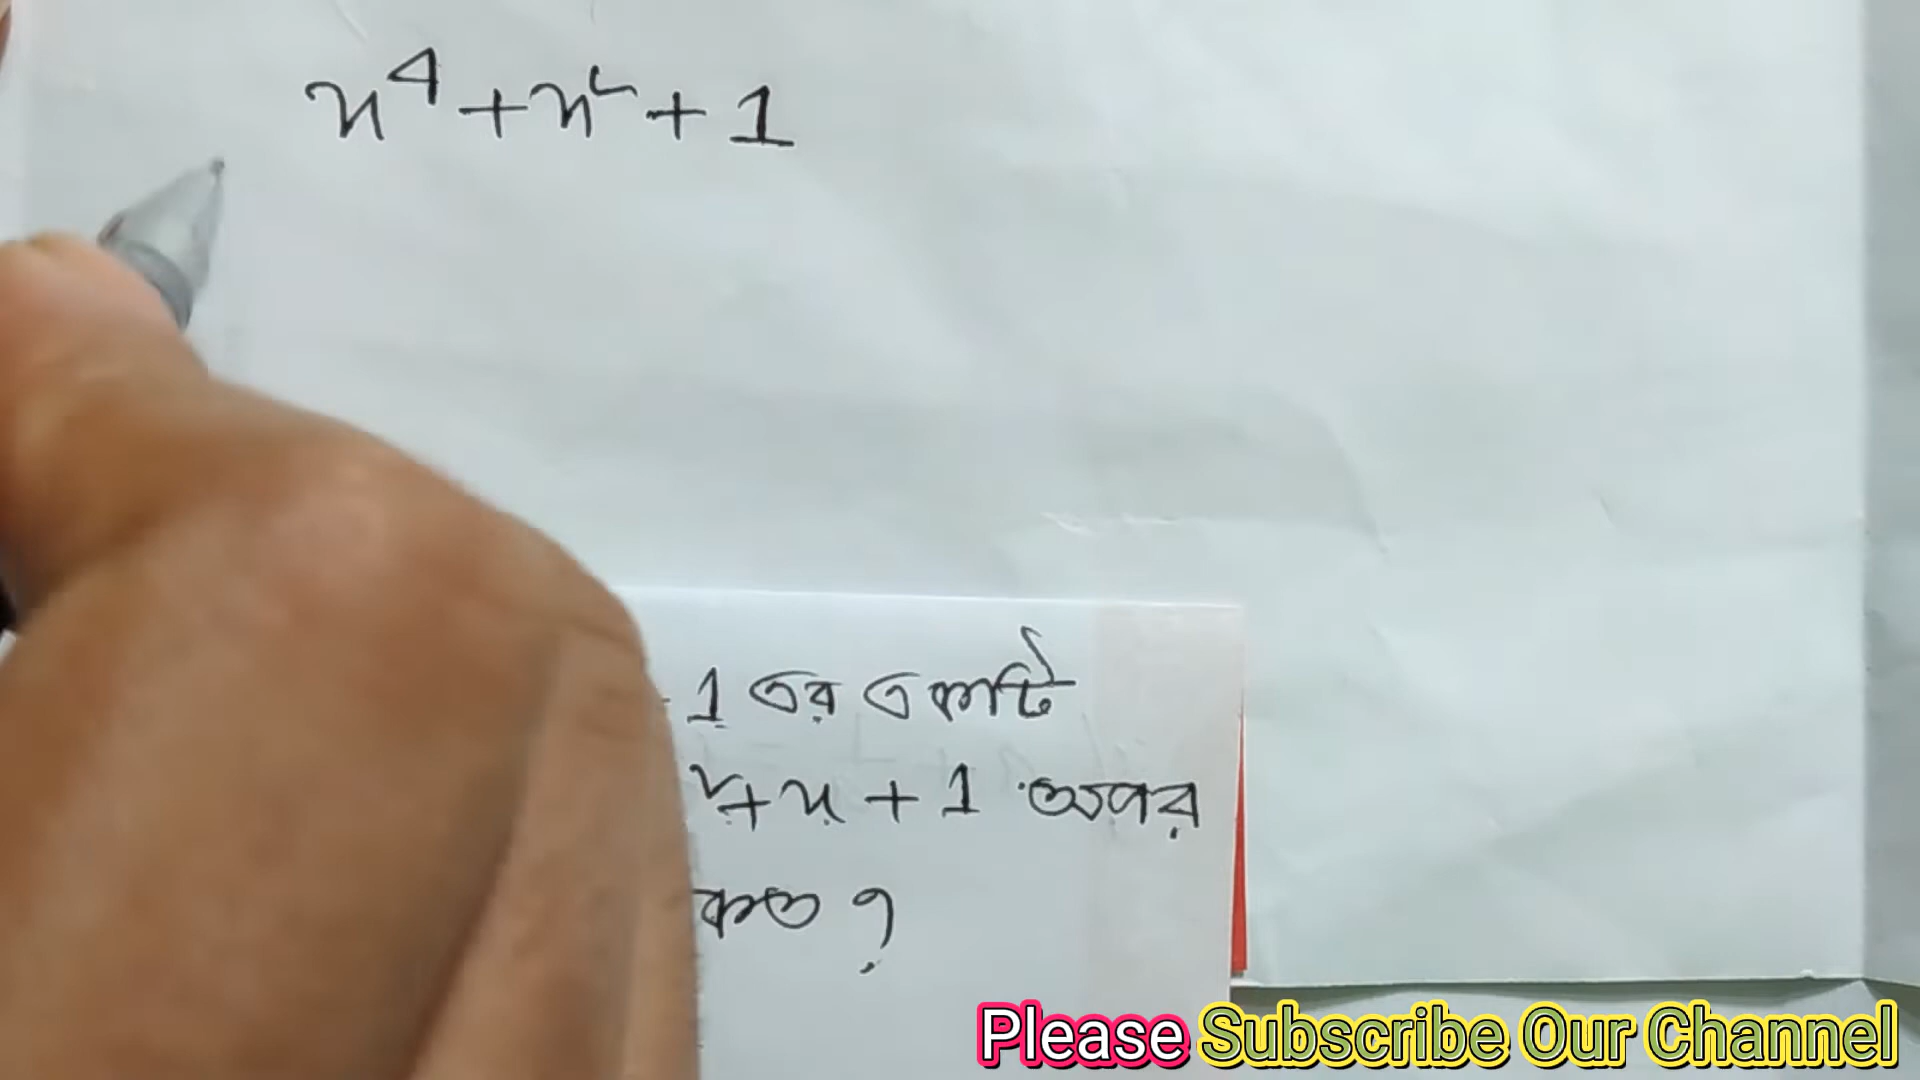 x⁴ + x² + 1
1 এর একটি
² + x + 1 অপর
কত ?
Please Subscribe Our Channel